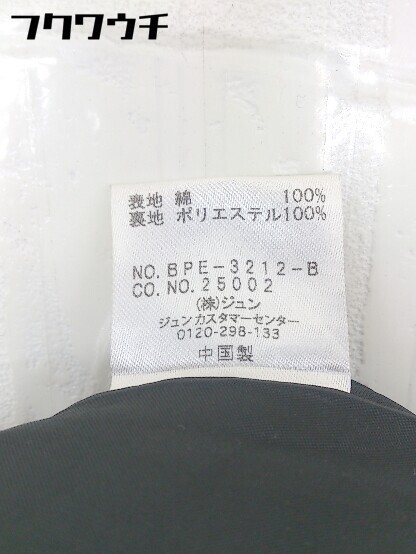 フクワウチ
表地 綿 100%
裏地 ポリエステル100%
NO. BPE-3212-B
CO. NO. 25002
(株)ジュン
ジュンカスタマーセンター
0120-298-133
中国製